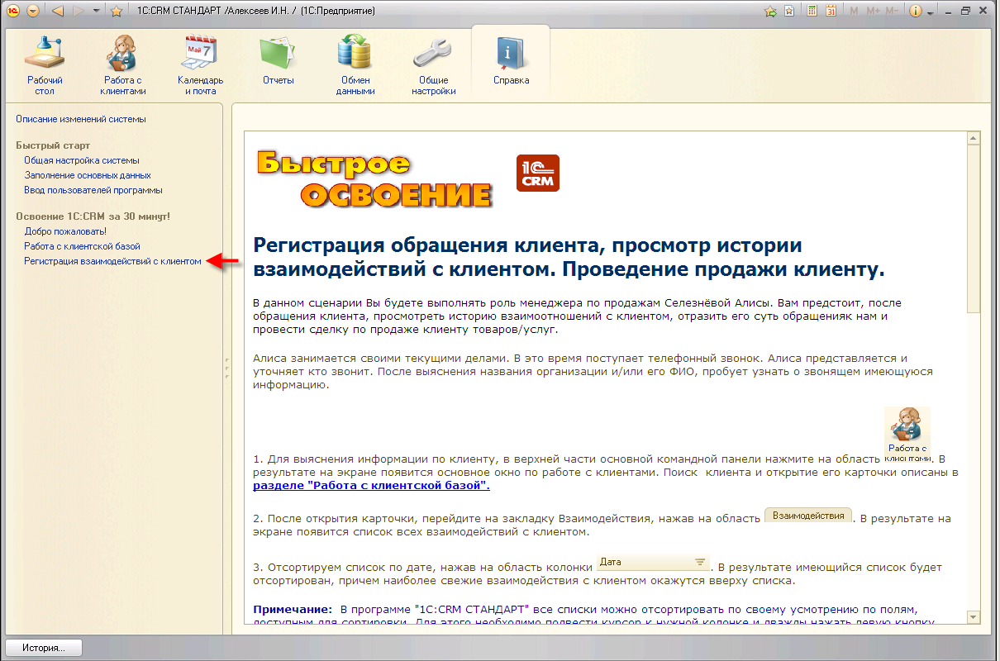 1С:CRM СТАНДАРТ /Алексеев И.Н. / (1С:Предприятие)
M M+ M-
Рабочий стол
Работа с клиентами
Май 7
Календарь и почта
Отчеты
Обмен данными
Общие настройки
Справка
Описание изменений системы
Быстрый старт
Общая настройка системы
Заполнение основных данных
Ввод пользователей программы
Освоение 1С:CRM за 30 минут!
Добро пожаловать!
Работа с клиентской базой
Регистрация взаимодействий с клиентом
Быстрое
ОСВОЕНИЕ
1С
CRM
Регистрация обращения клиента, просмотр истории
взаимодействий с клиентом. Проведение продажи клиенту.
В данном сценарии Вы будете выполнять роль менеджера по продажам Селезнёвой Алисы. Вам предстоит, после
обращения клиента, просмотреть историю взаимоотношений с клиентом, отразить его суть обращенияк нам и
провести сделку по продаже клиенту товаров/услуг.
Алиса занимается своими текущими делами. В это время поступает телефонный звонок. Алиса представляется и
уточняет кто звонит. После выяснения названия организации и/или его ФИО, пробует узнать о звонящем имеющуюся
информацию.
1. Для выяснения информации по клиенту, в верхней части основной командной панели нажмите на область Работа с клиентами. В
результате на экране появится основное окно по работе с клиентами. Поиск клиента и открытие его карточки описаны в
разделе "Работа с клиентской базой".
2. После открытия карточки, перейдите на закладку Взаимодействия, нажав на область Взаимодействия. В результате на
экране появится список всех взаимодействий с клиентом.
3. Отсортируем список по дате, нажав на область колонки Дата. В результате имеющийся список будет
отсортирован, причем наиболее свежие взаимодействия с клиентом окажутся вверху списка.
Примечание: В программе "1С:CRM СТАНДАРТ" все списки можно отсортировать по своему усмотрению по полям,
доступным для сортировки. Для этого необходимо подвести курсор к нужной колонке и дважды нажать левую кнопку
История...